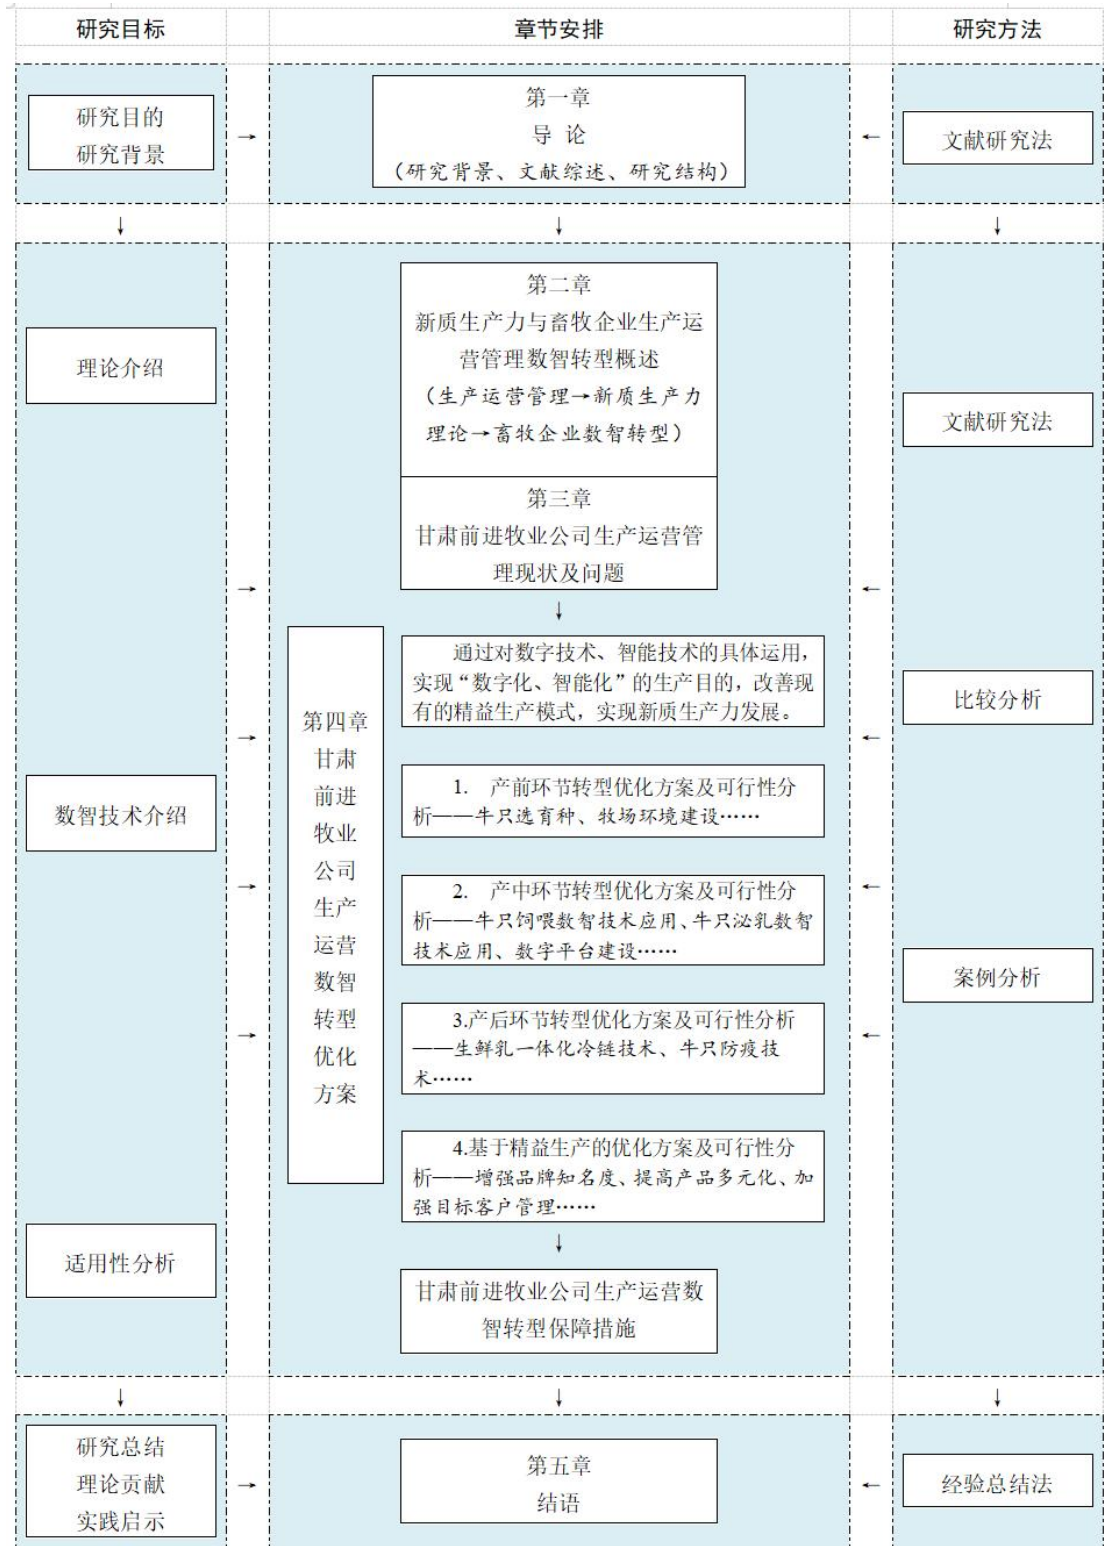 研究目标
章节安排
研究方法
研究目的
研究背景
→
第一章
导 论
（研究背景、文献综述、研究结构）
←
文献研究法
↓
↓
↓
理论介绍
第二章
新质生产力与畜牧企业生产运
营管理数智转型概述
（生产运营管理→新质生产力
理论→畜牧企业数智转型）
文献研究法
第三章
甘肃前进牧业公司生产运营管
理现状及问题
→
←
↓
第四章
甘肃
前进
牧业
公司
生产
运营
数智
转型
优化
方案
通过对数字技术、智能技术的具体运用，
实现“数字化、智能化”的生产目的，改善现
有的精益生产模式，实现新质生产力发展。
比较分析
→
←
数智技术介绍
1. 产前环节转型优化方案及可行性分
析——牛只选育种、牧场环境建设……
→
2. 产中环节转型优化方案及可行性分
析——牛只饲喂数智技术应用、牛只泌乳数智
技术应用、数字平台建设……
←
案例分析
→
3.产后环节转型优化方案及可行性分析
——生鲜乳一体化冷链技术、牛只防疫技
术……
←
4.基于精益生产的优化方案及可行性分
析——增强品牌知名度、提高产品多元化、加
强目标客户管理……
适用性分析
↓
甘肃前进牧业公司生产运营数
智转型保障措施
↓
↓
↓
研究总结
理论贡献
实践启示
→
第五章
结语
←
经验总结法